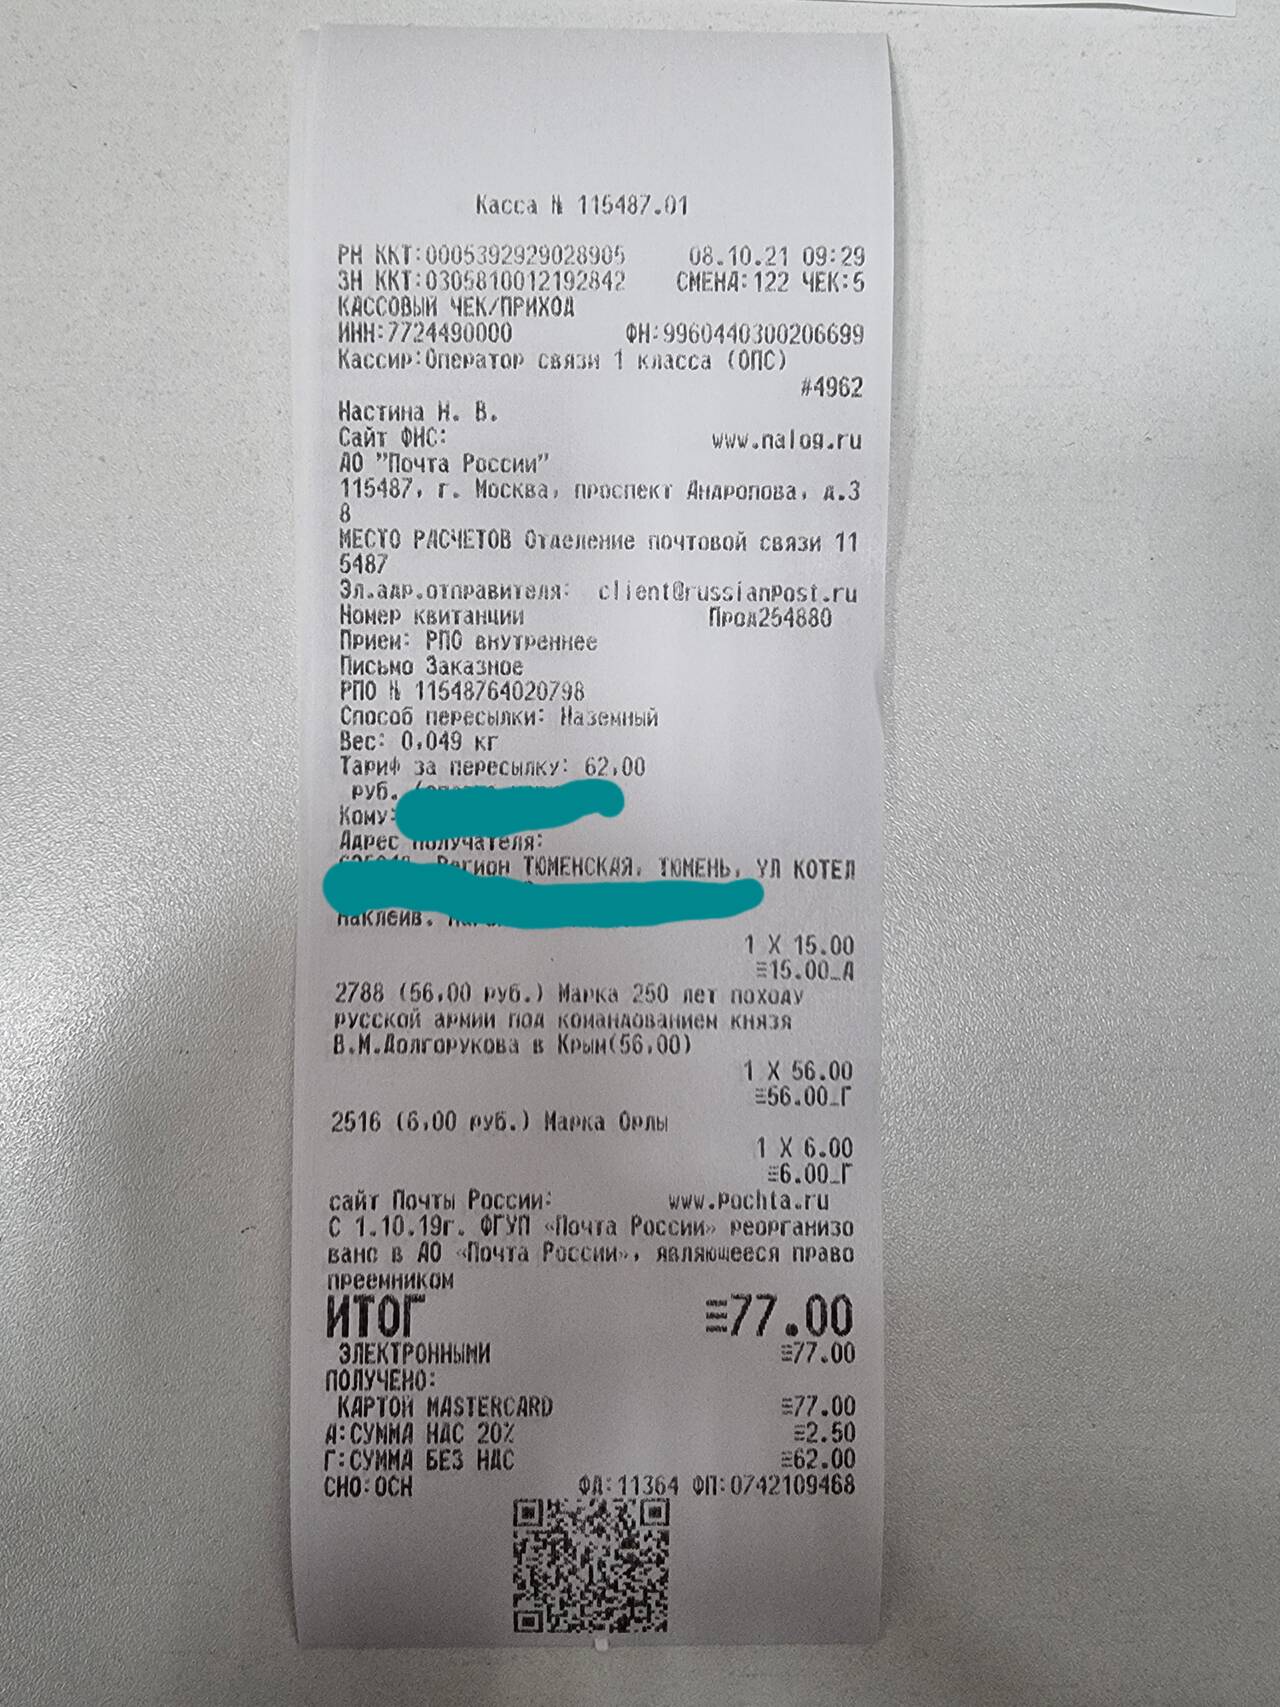 Касса № 115487.01
РН ККТ:0005392929028905 08.10.21 09:29
ЗН ККТ:0305810012192842 СМЕНА:122 ЧЕК:5
КАССОВЫЙ ЧЕК/ПРИХОД
ИНН:7724490000 ФН:9960440300206699
Кассир:Оператор связи 1 класса (ОПС)
#4962
Настина Н. В.
Сайт ФНС: www.nalog.ru
АО "Почта России"
115487, г. Москва, проспект Андропова, д.3
8
МЕСТО РАСЧЕТОВ Отделение почтовой связи 11
5487
Эл.адр.отправителя: client@russianPost.ru
Номер квитанции Прод254880
Прием: РПО внутреннее
Письмо Заказное
РПО № 11548764020798
Способ пересылки: Наземный
Вес: 0,049 кг
Тариф за пересылку: 62,00
руб.
Кому:
Адрес получателя:
Регион ТЮМЕНСКАЯ, ТЮМЕНЬ, УЛ КОТЕЛ
наклеив.
1 X 15.00
≡15.00_А
2788 (56,00 руб.) Марка 250 лет походу
русской армии под командованием князя
В.М.Долгорукова в Крым(56,00)
1 X 56.00
≡56.00_Г
2516 (6,00 руб.) Марка Орлы
1 X 6.00
≡6.00_Г
сайт Почты России: www.Pochta.ru
С 1.10.19г. ФГУП «Почта России» реорганизо
вано в АО «Почта России», являющееся право
преемником
ИТОГ ≡77.00
ЭЛЕКТРОННЫМИ ≡77.00
ПОЛУЧЕНО:
КАРТОЙ MASTERCARD ≡77.00
А:СУММА НДС 20% ≡2.50
Г:СУММА БЕЗ НДС ≡62.00
СНО:ОСН ФД:11364 ФП:0742109468